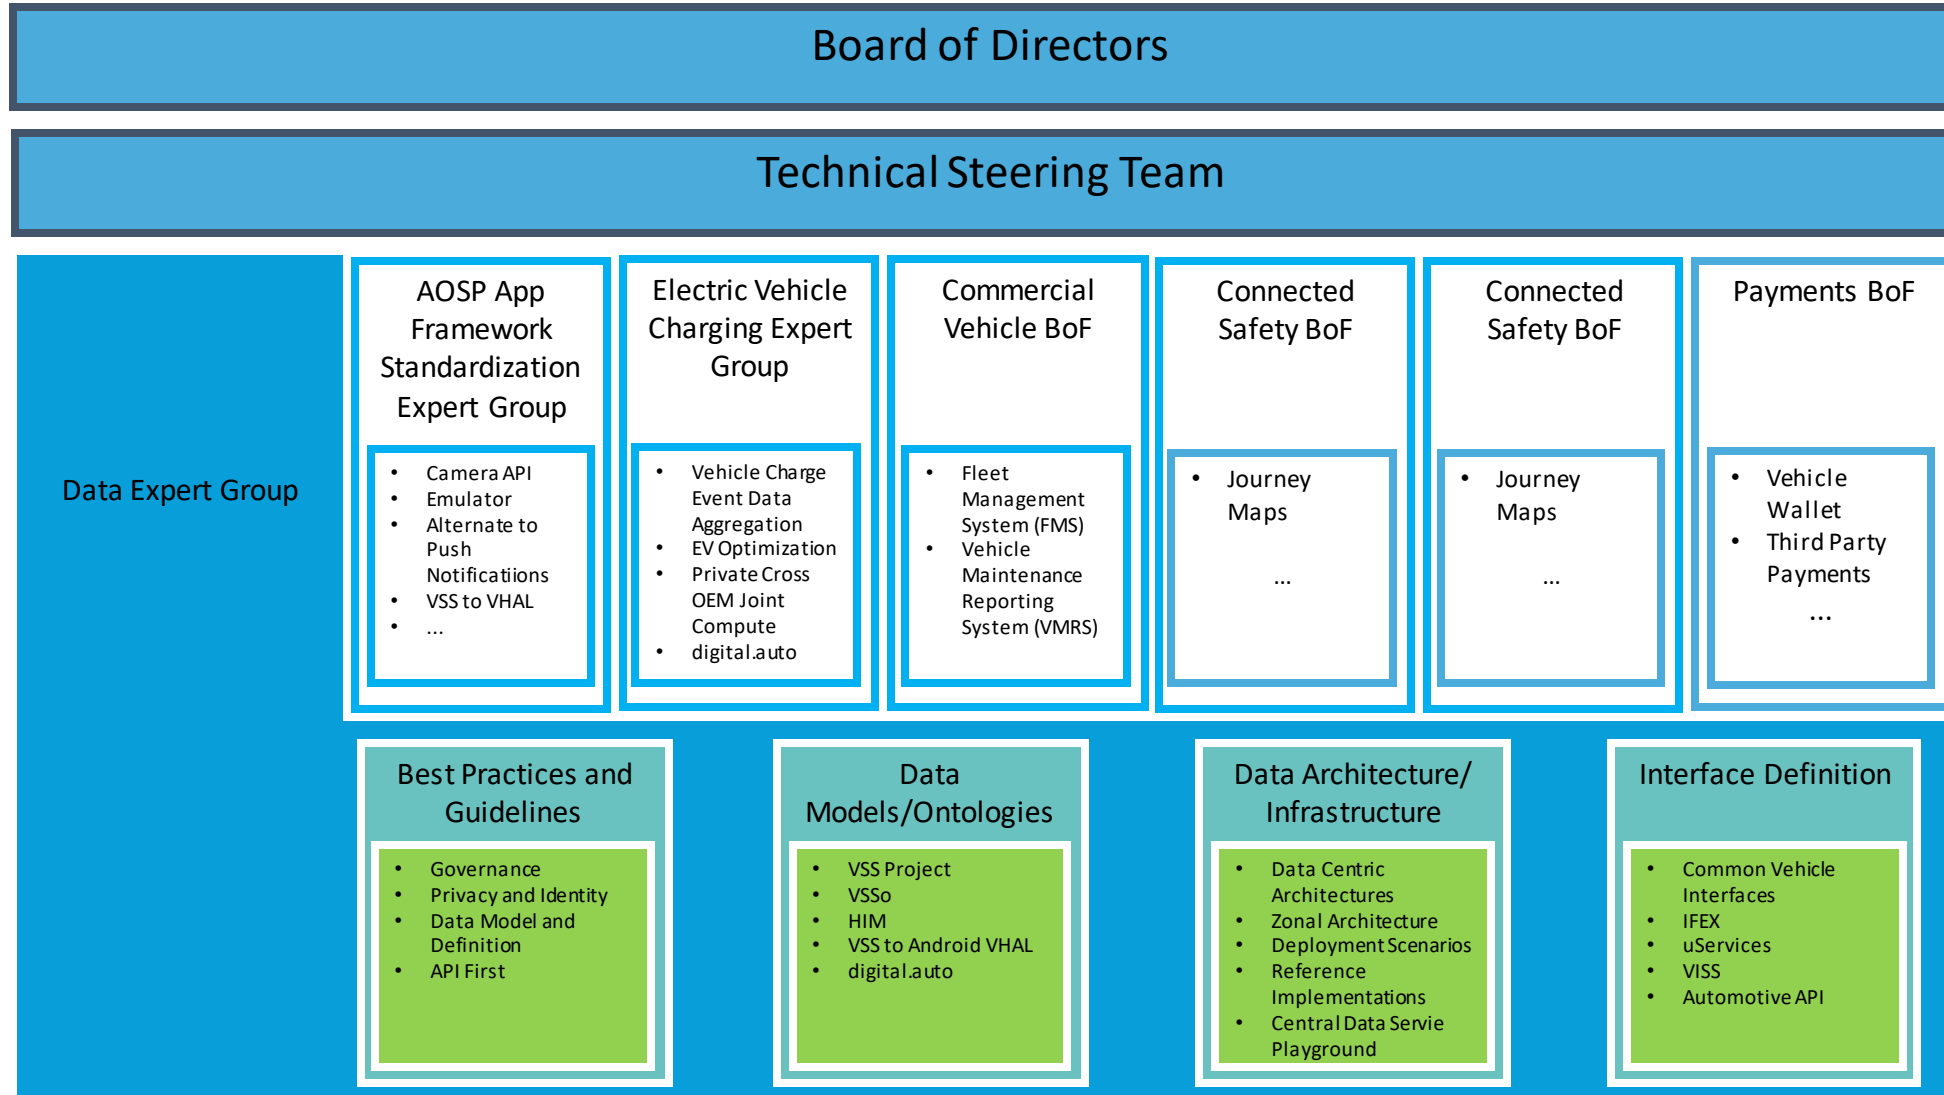 Board of Directors
Technical Steering Team
Data Expert Group
AOSP App
Framework
Standardization
Expert Group
• Camera API
• Emulator
• Alternate to
Push
Notificatiions
• VSS to VHAL
• ...
Electric Vehicle
Charging Expert
Group
• Vehicle Charge
Event Data
Aggregation
• EV Optimization
• Private Cross
OEM Joint
Compute
• digital.auto
Commercial
Vehicle BoF
• Fleet
Management
System (FMS)
• Vehicle
Maintenance
Reporting
System (VMRS)
Connected
Safety BoF
• Journey
Maps
...
Connected
Safety BoF
• Journey
Maps
...
Payments BoF
• Vehicle
Wallet
• Third Party
Payments
...
Best Practices and
Guidelines
• Governance
• Privacy and Identity
• Data Model and
Definition
• API First
Data
Models/Ontologies
• VSS Project
• VSSo
• HIM
• VSS to Android VHAL
• digital.auto
Data Architecture/
Infrastructure
• Data Centric
Architectures
• Zonal Architecture
• Deployment Scenarios
• Reference
Implementations
• Central Data Servie
Playground
Interface Definition
• Common Vehicle
Interfaces
• IFEX
• uServices
• VISS
• Automotive API